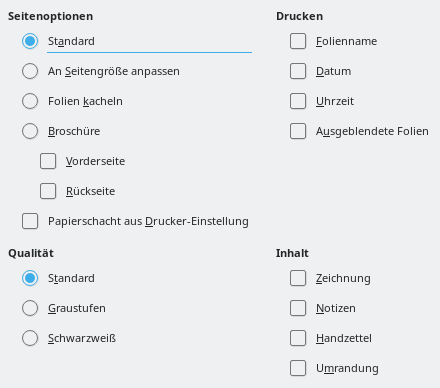 Seitenoptionen
Standard
An Seitengröße anpassen
Folien kacheln
Broschüre
Vorderseite
Rückseite
Papierschacht aus Drucker-Einstellung
Drucken
Folienname
Datum
Uhrzeit
Ausgeblendete Folien
Qualität
Standard
Graustufen
Schwarzweiß
Inhalt
Zeichnung
Notizen
Handzettel
Umrandung